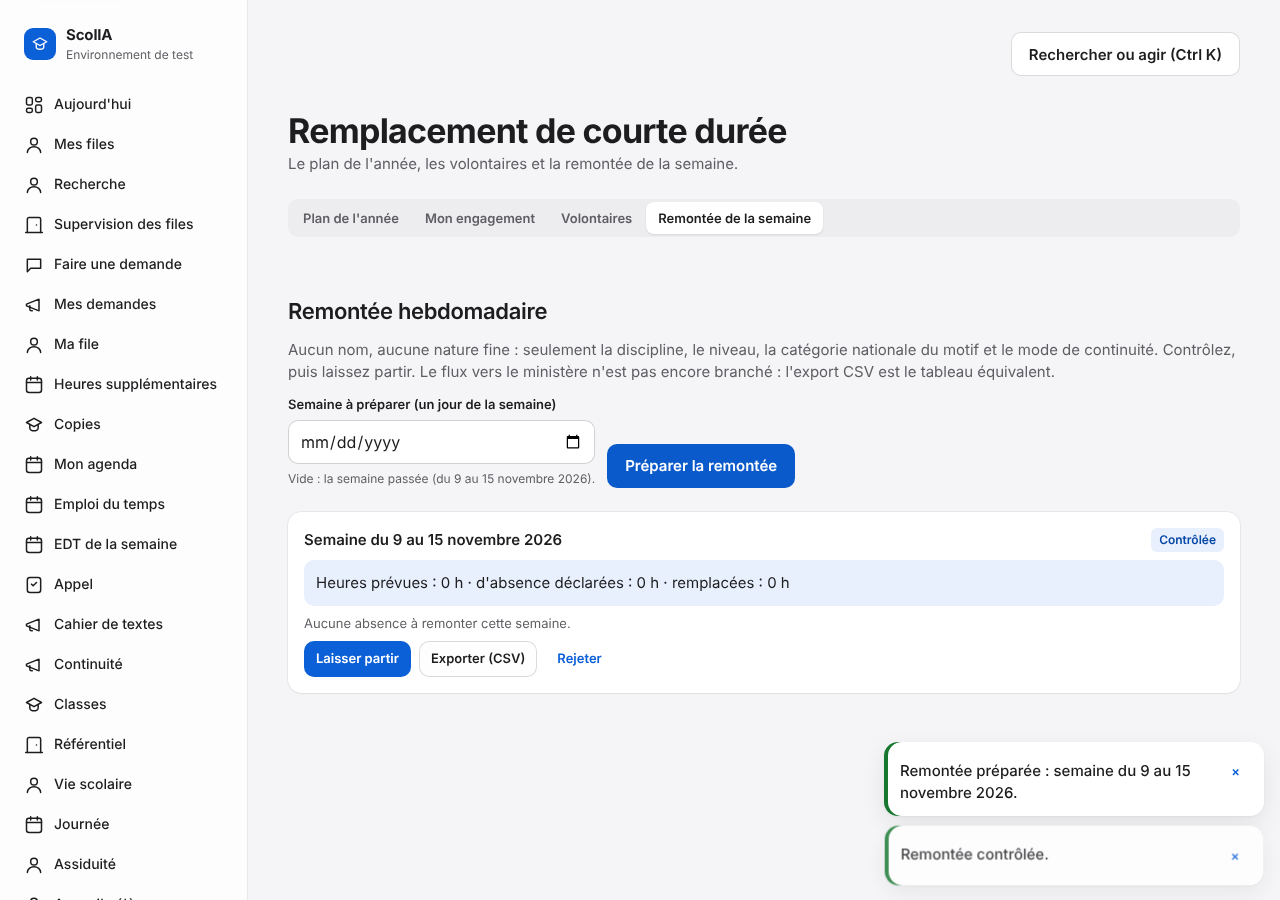 ScolIA
Environnement de test
Aujourd'hui
Mes files
Recherche
Supervision des files
Faire une demande
Mes demandes
Ma file
Heures supplémentaires
Copies
Mon agenda
Emploi du temps
EDT de la semaine
Appel
Cahier de textes
Continuité
Classes
Référentiel
Vie scolaire
Journée
Assiduité
Rechercher ou agir (Ctrl K)
Remplacement de courte durée
Le plan de l'année, les volontaires et la remontée de la semaine.
Plan de l'année Mon engagement Volontaires Remontée de la semaine
Remontée hebdomadaire
Aucun nom, aucune nature fine : seulement la discipline, le niveau, la catégorie nationale du motif et le mode de continuité. Contrôlez,
puis laissez partir. Le flux vers le ministère n'est pas encore branché : l'export CSV est le tableau équivalent.
Semaine à préparer (un jour de la semaine)
mm/dd/yyyy
Préparer la remontée
Vide : la semaine passée (du 9 au 15 novembre 2026).
Semaine du 9 au 15 novembre 2026 Contrôlée
Heures prévues : 0 h · d'absence déclarées : 0 h · remplacées : 0 h
Aucune absence à remonter cette semaine.
Laisser partir Exporter (CSV) Rejeter
Remontée préparée : semaine du 9 au 15 ×
novembre 2026.
Remontée contrôlée. ×